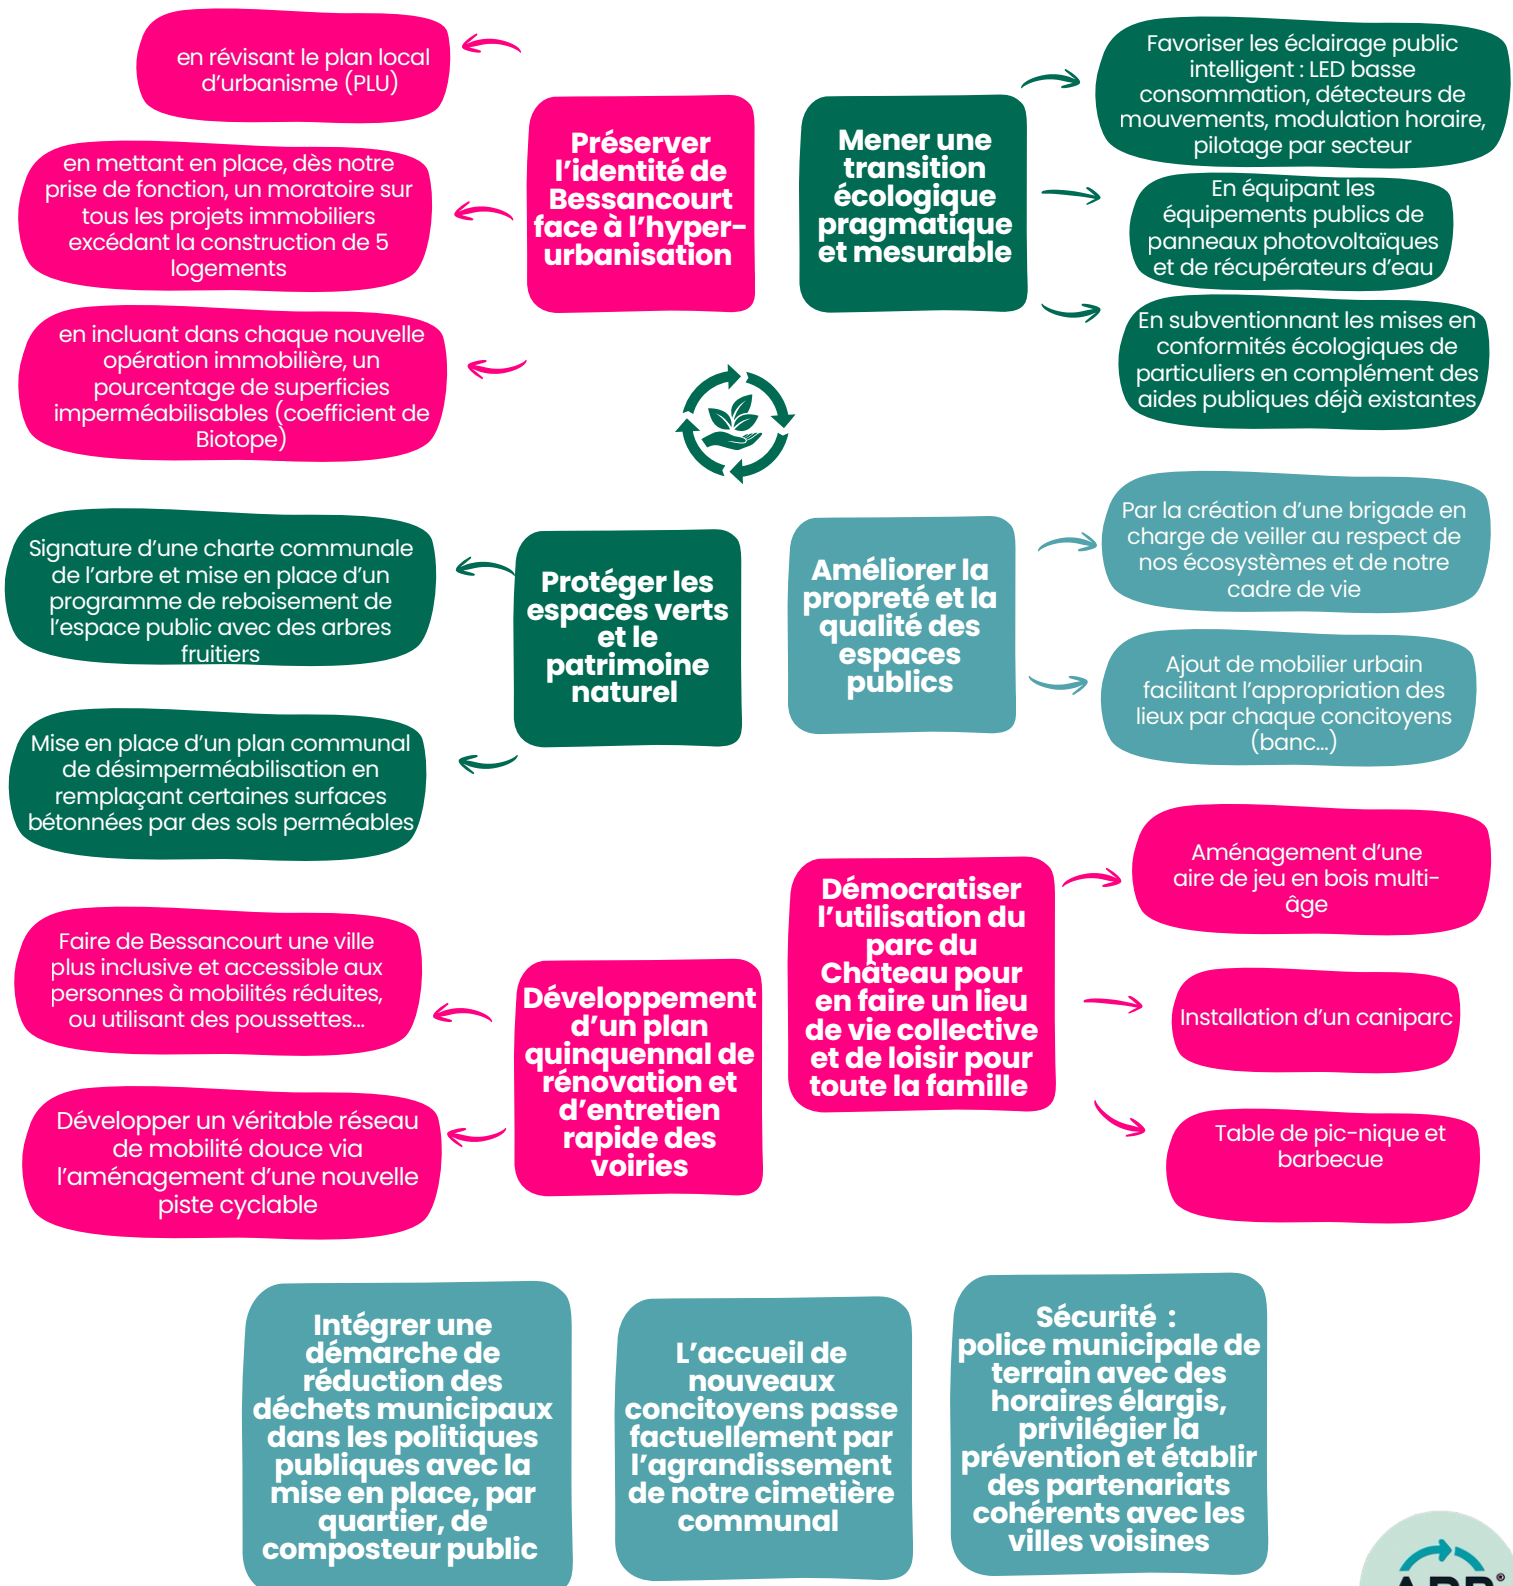 en révisant le plan local
d'urbanisme (PLU)
en mettant en place, dès notre
prise de fonction, un moratoire sur
tous les projets immobiliers
excédant la construction de 5
logements
en incluant dans chaque nouvelle
opération immobilière, un
pourcentage de superficies
imperméabilisables (coefficient de
Biotope)
Préserver
l'identité de
Bessancourt
face à l'hyper-
urbanisation
Mener une
transition
écologique
pragmatique
et mesurable
Favoriser les éclairage public
intelligent : LED basse
consommation, détecteurs de
mouvements, modulation horaire,
pilotage par secteur
En équipant les
équipements publics de
panneaux photovoltaïques
et de récupérateurs d'eau
En subventionnant les mises en
conformités écologiques de
particuliers en complément des
aides publiques déjà existantes
Signature d'une charte communale
de l'arbre et mise en place d'un
programme de reboisement de
l'espace public avec des arbres
fruitiers
Mise en place d'un plan communal
de désimperméabilisation en
remplaçant certaines surfaces
bétonnées par des sols perméables
Protéger les
espaces verts
et le
patrimoine
naturel
Améliorer la
propreté et la
qualité des
espaces
publics
Par la création d'une brigade en
charge de veiller au respect de
nos écosystèmes et de notre
cadre de vie
Ajout de mobilier urbain
facilitant l'appropriation des
lieux par chaque concitoyens
(banc...)
Faire de Bessancourt une ville
plus inclusive et accessible aux
personnes à mobilités réduites,
ou utilisant des poussettes...
Développer un véritable réseau
de mobilité douce via
l'aménagement d'une nouvelle
piste cyclable
Développement
d'un plan
quinquennal de
rénovation et
d'entretien
rapide des
voiries
Démocratiser
l'utilisation du
parc du
Château pour
en faire un lieu
de vie collective
et de loisir pour
toute la famille
Aménagement d'une
aire de jeu en bois multi-
âge
Installation d'un caniparc
Table de pic-nique et
barbecue
Intégrer une
démarche de
réduction des
déchets municipaux
dans les politiques
publiques avec la
mise en place, par
quartier, de
composteur public
L'accueil de
nouveaux
concitoyens passe
factuellement par
l'agrandissement
de notre cimetière
communal
Sécurité :
police municipale de
terrain avec des
horaires élargis,
privilégier la
prévention et établir
des partenariats
cohérents avec les
villes voisines